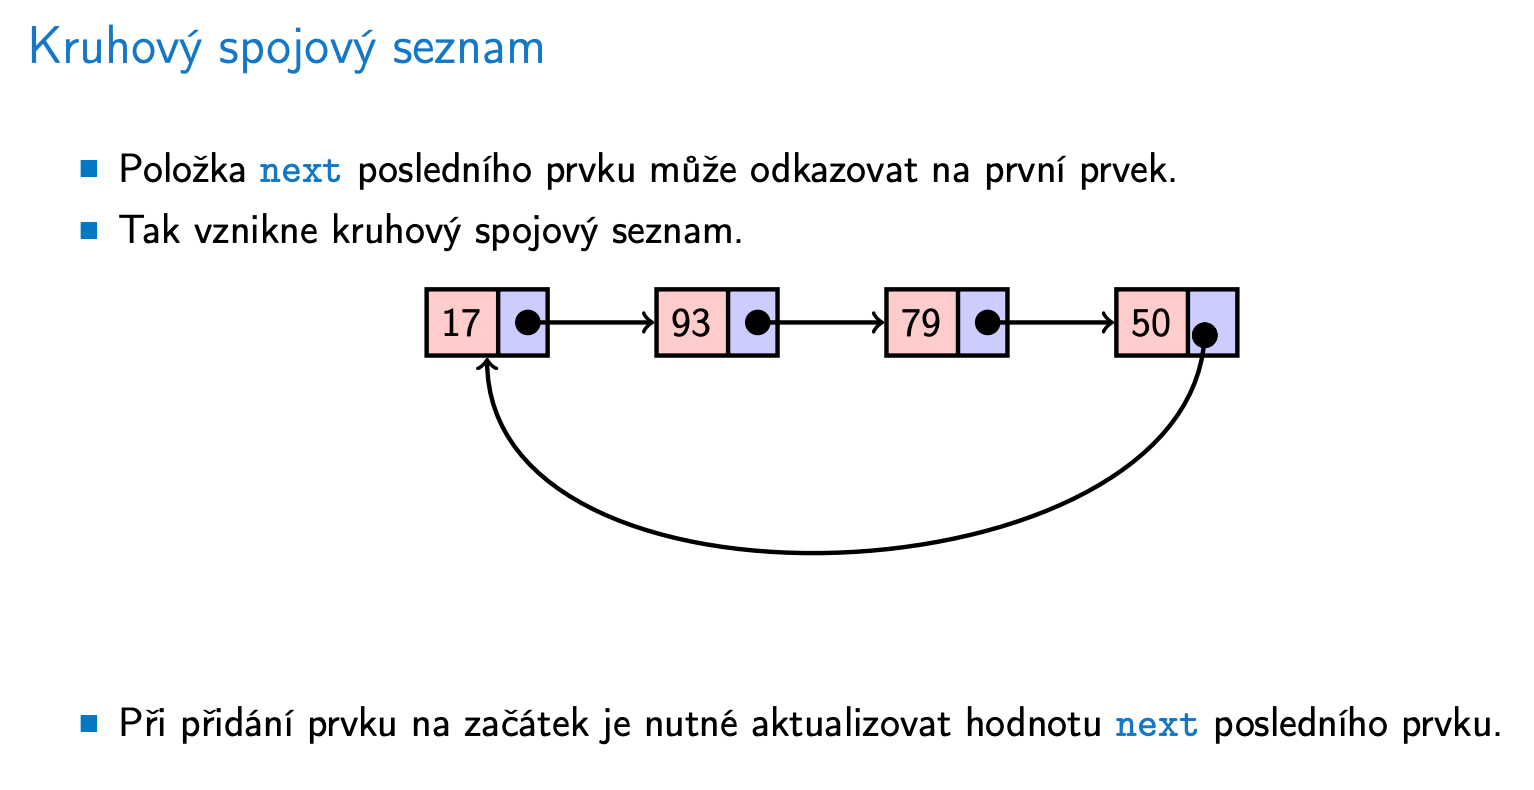 Kruhový spojový seznam
Položka next posledního prvku může odkazovat na první prvek.
Tak vznikne kruhový spojový seznam.
17 93 79 50
Při přidání prvku na začátek je nutné aktualizovat hodnotu next posledního prvku.